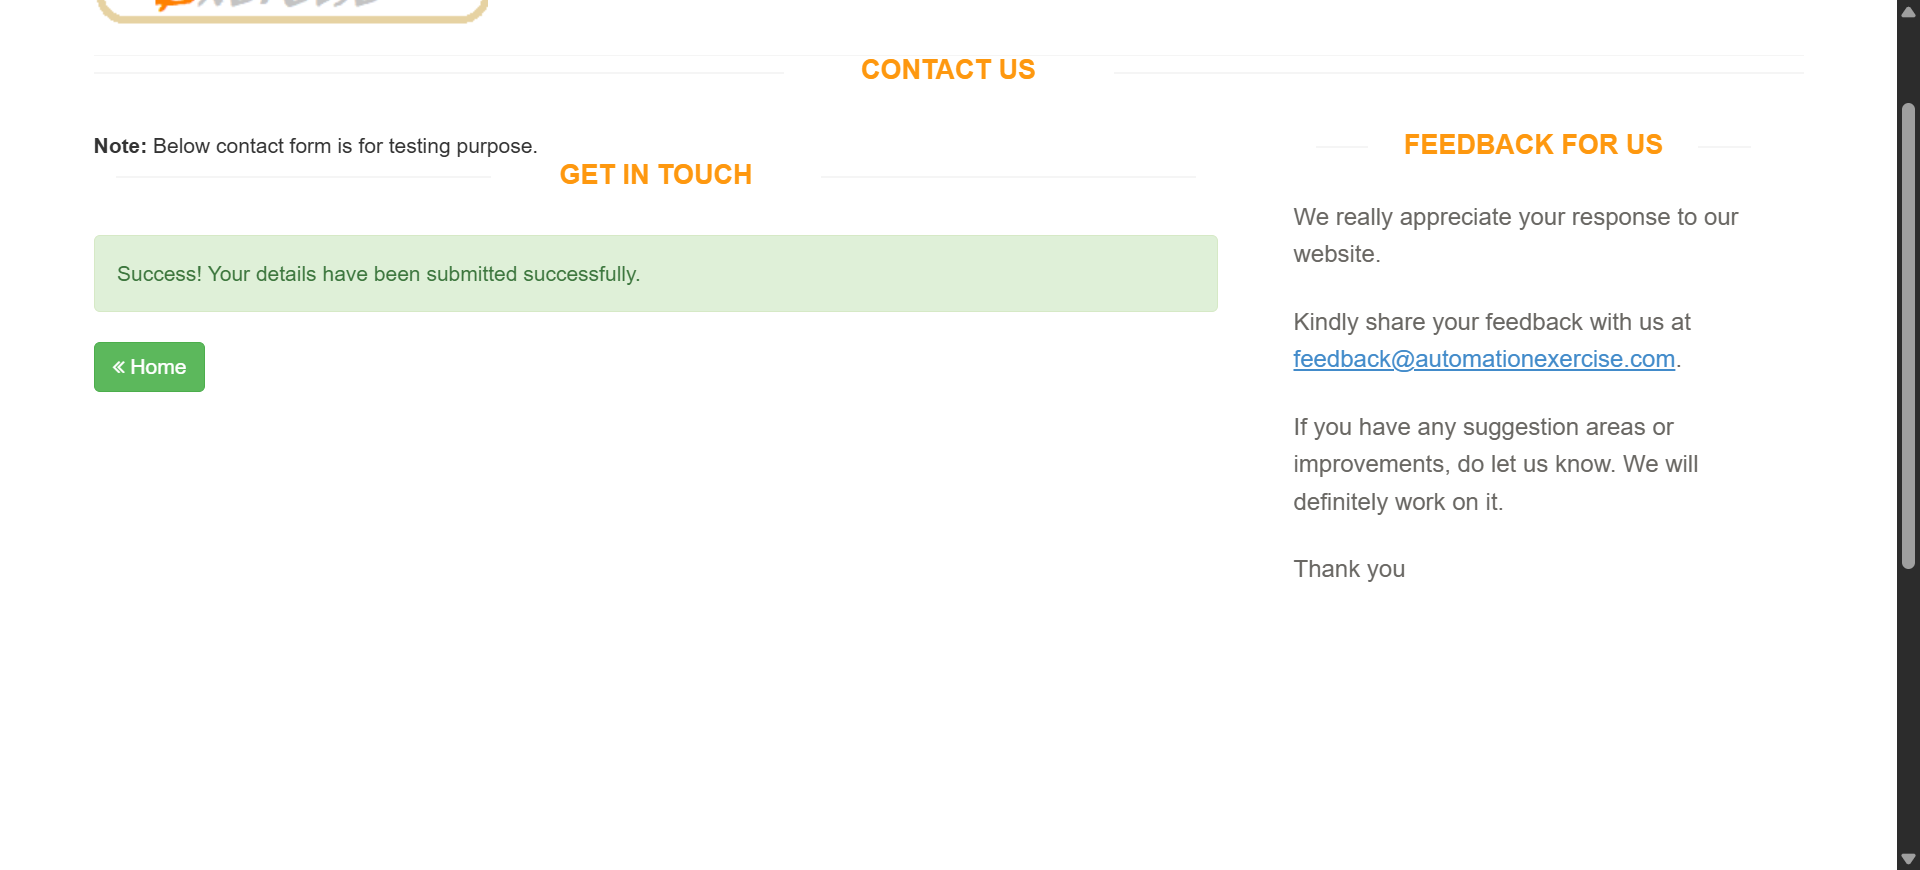 CONTACT US
Note: Below contact form is for testing purpose.
GET IN TOUCH
Success! Your details have been submitted successfully.
« Home
FEEDBACK FOR US
We really appreciate your response to our
website.
Kindly share your feedback with us at
feedback@automationexercise.com.
If you have any suggestion areas or
improvements, do let us know. We will
definitely work on it.
Thank you